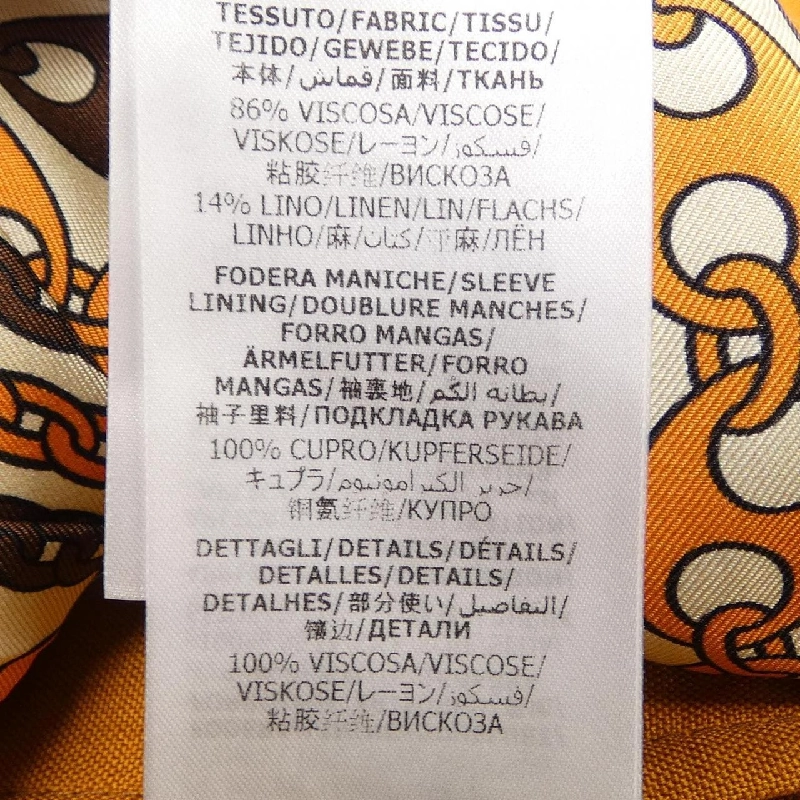 TESSUTO/FABRIC/TISSU/
TEJIDO/GEWEBE/TECIDO/
本体/قماش/面料/ТКАНЬ
86% VISCOSA/VISCOSE/
VISKOSE/レーヨン/فسكوز/
粘胶纤维/ВИСКОЗА
14% LINO/LINEN/LIN/FLACHS/
LINHO/麻/كتان/亚麻/ЛЁН
FODERA MANICHE/SLEEVE
LINING/DOUBLURE MANCHES/
FORRO MANGAS/
ÄRMELFUTTER/FORRO
MANGAS/袖裏地/بطانه الكم/
袖子里料/ПОДКЛАДКА РУКАВА
100% CUPRO/KUPFERSEIDE/
キュプラ/حرير الكبرامونيوم/
铜氨纤维/КУПРО
DETTAGLI/DETAILS/DÉTAILS/
DETALLES/DETAILS/
DETALHES/部分使い/التفاصيل/
镶边/ДЕТАЛИ
100% VISCOSA/VISCOSE/
VISKOSE/レーヨン/فسكوز/
粘胶纤维/ВИСКОЗА